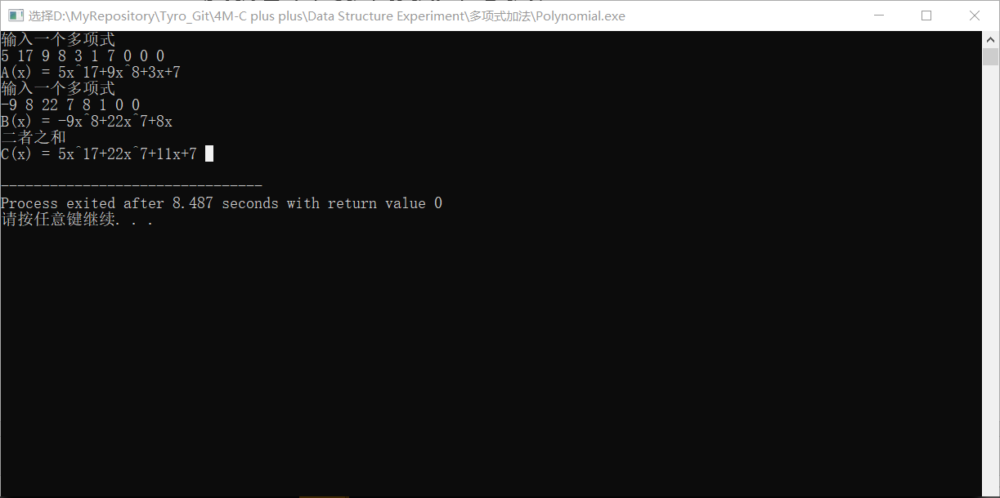 选择D:\MyRepository\Tyro_Git\4M-C plus plus\Data Structure Experiment\多项式加法\Polynomial.exe
输入一个多项式
5 17 9 8 3 1 7 0 0 0
A(x) = 5x^17+9x^8+3x+7
输入一个多项式
-9 8 22 7 8 1 0 0
B(x) = -9x^8+22x^7+8x
二者之和
C(x) = 5x^17+22x^7+11x+7
--------------------------------
Process exited after 8.487 seconds with return value 0
请按任意键继续. . .